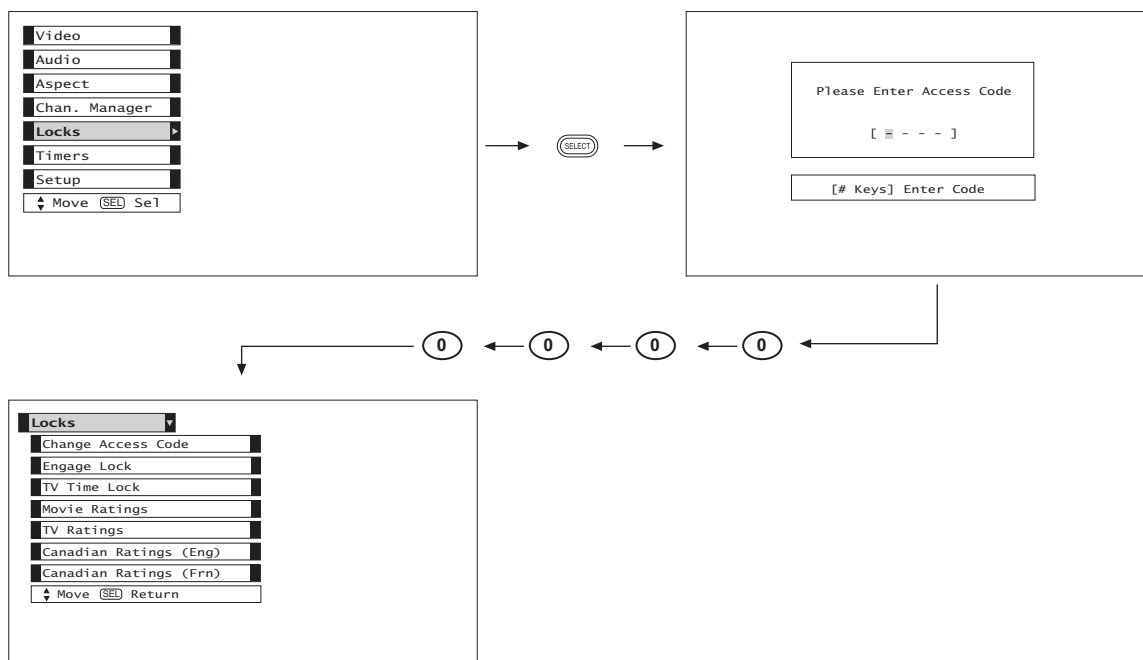 Video
Audio
Aspect
Chan. Manager
Locks
Timers
Setup
Move SEL Sel
SELECT
Please Enter Access Code
[ - - - - ]
[# Keys] Enter Code
0 0 0 0
Locks
Change Access Code
Engage Lock
TV Time Lock
Movie Ratings
TV Ratings
Canadian Ratings (Eng)
Canadian Ratings (Frn)
Move SEL Return